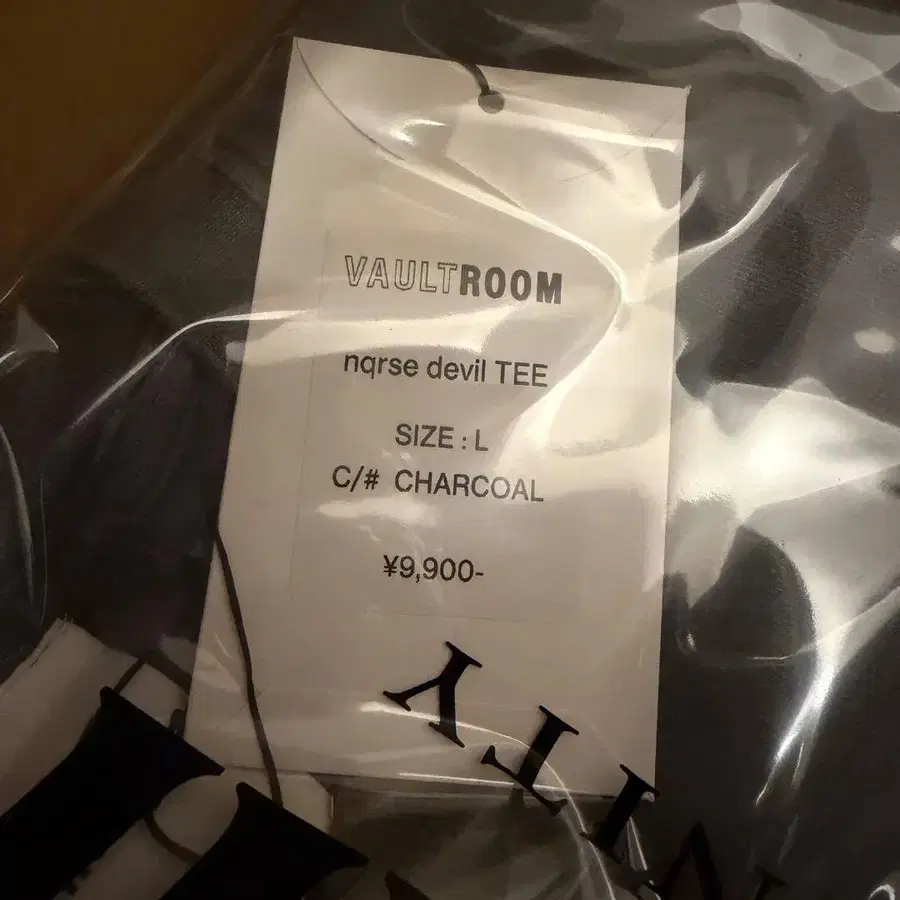 VAULTROOM
nqrse devil TEE
SIZE : L
C/# CHARCOAL
¥9,900-